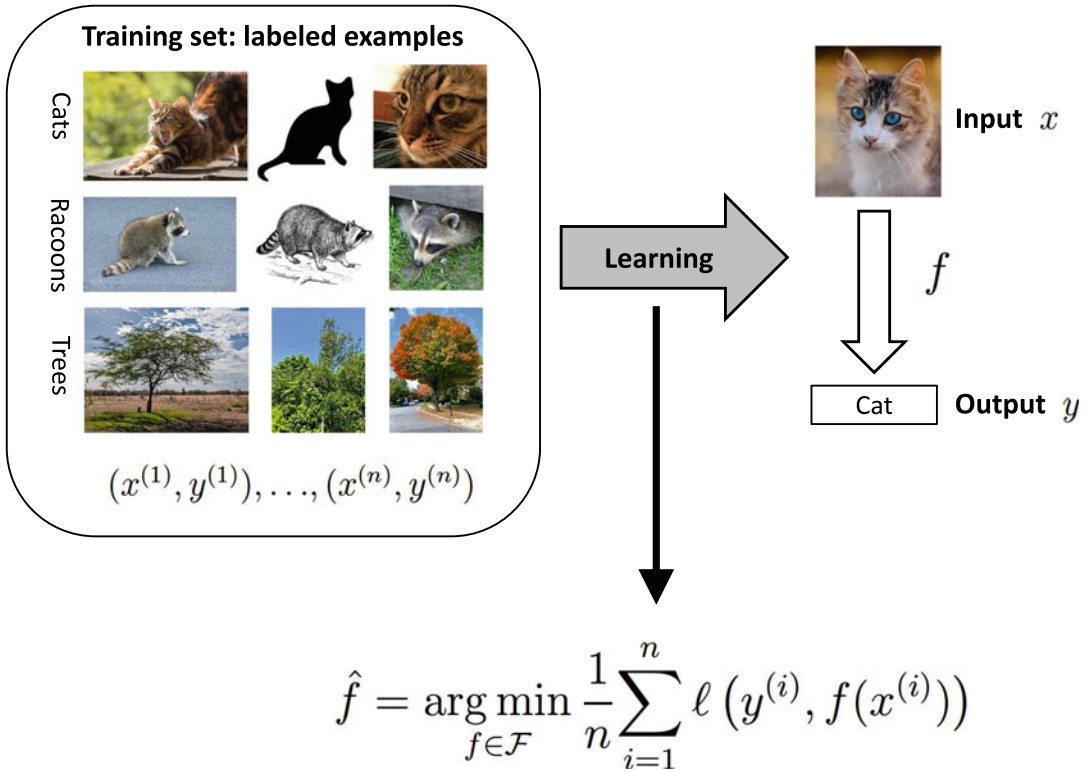 Training set: labeled examples
Cats
Racoons
Trees
(x^{(1)}, y^{(1)}), . . . , (x^{(n)}, y^{(n)})
Learning
Input x
f
Cat
Output y
\hat{f} = \arg\min_{f \in \mathcal{F}} \frac{1}{n} \sum_{i=1}^{n} \ell \left( y^{(i)}, f(x^{(i)}) \right)